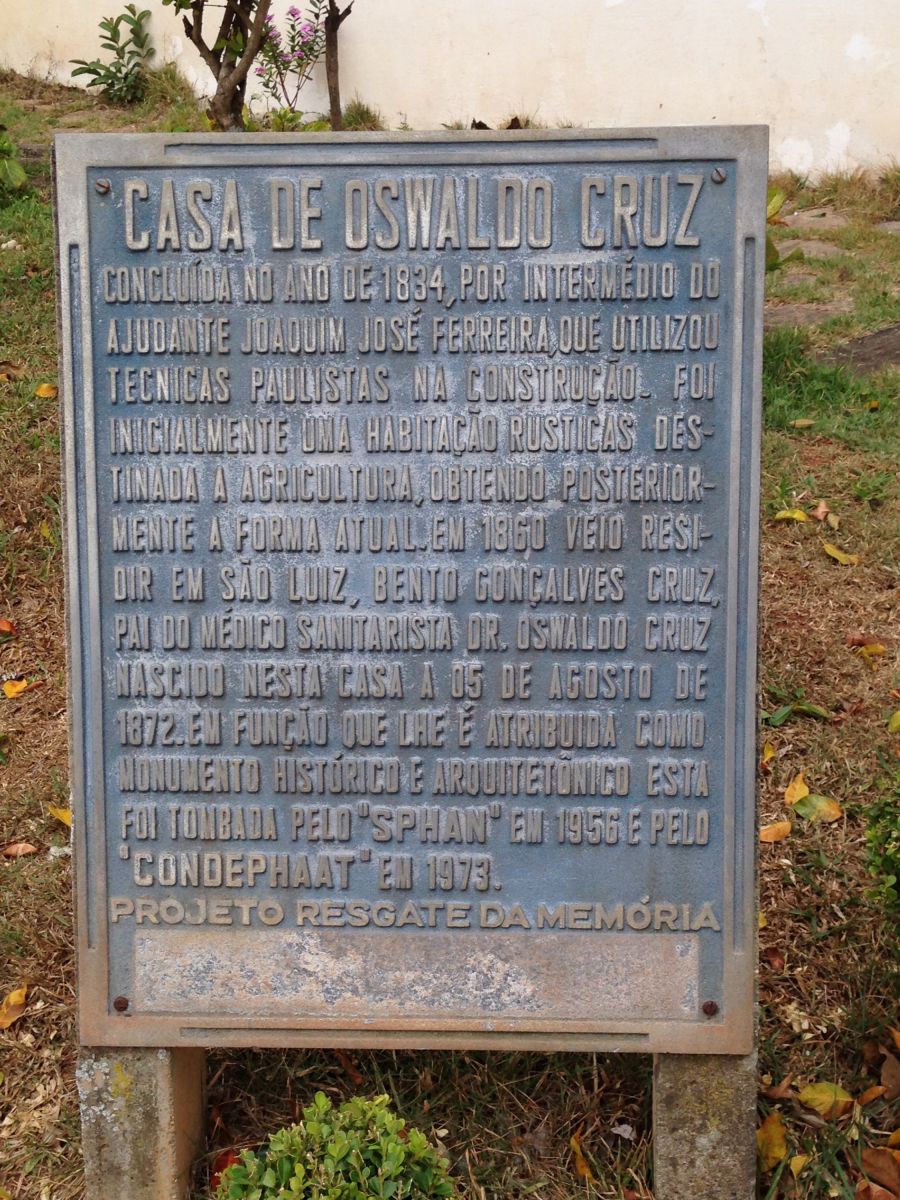 CASA DE OSWALDO CRUZ
CONCLUÍDA NO ANO DE 1834, POR INTERMÉDIO DO
AJUDANTE JOAQUIM JOSÉ FERREIRA, QUE UTILIZOU
TECNICAS PAULISTAS NA CONSTRUÇÃO. FOI
INICIALMENTE UMA HABITAÇÃO RUSTICAS DES-
TINADA A AGRICULTURA, OBTENDO POSTERIOR-
MENTE A FORMA ATUAL. EM 1860 VEIO RESI-
DIR EM SÃO LUIZ, BENTO GONÇALVES CRUZ,
PAI DO MÉDICO SANITARISTA DR. OSWALDO CRUZ
NASCIDO NESTA CASA A 05 DE AGOSTO DE
1872. EM FUNÇÃO QUE LHE É ATRIBUIDA COMO
MONUMENTO HISTÓRICO E ARQUITETÔNICO ESTA
FOI TOMBADA PELO "SPHAN" EM 1956 E PELO
"CONDEPHAAT" EM 1973.
PROJETO RESGATE DA MEMÓRIA